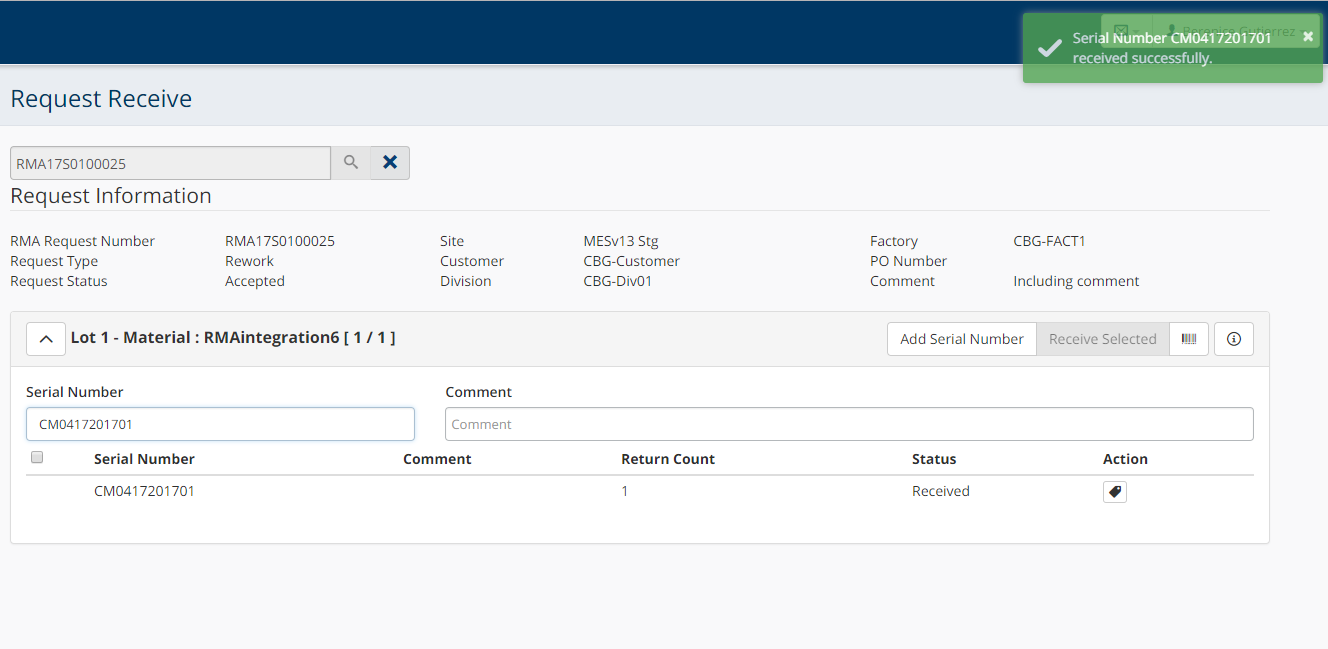 Serial Number CM0417201701
received successfully.
Gutierrez
Request Receive
RMA17S0100025
Request Information
RMA Request Number RMA17S0100025 Site MESv13 Stg Factory CBG-FACT1
Request Type Rework Customer CBG-Customer PO Number
Request Status Accepted Division CBG-Div01 Comment Including comment
Lot 1 - Material : RMAintegration6 [ 1 / 1 ] Add Serial Number Receive Selected
Serial Number Comment
CM0417201701 Comment
Serial Number Comment Return Count Status Action
CM0417201701 1 Received